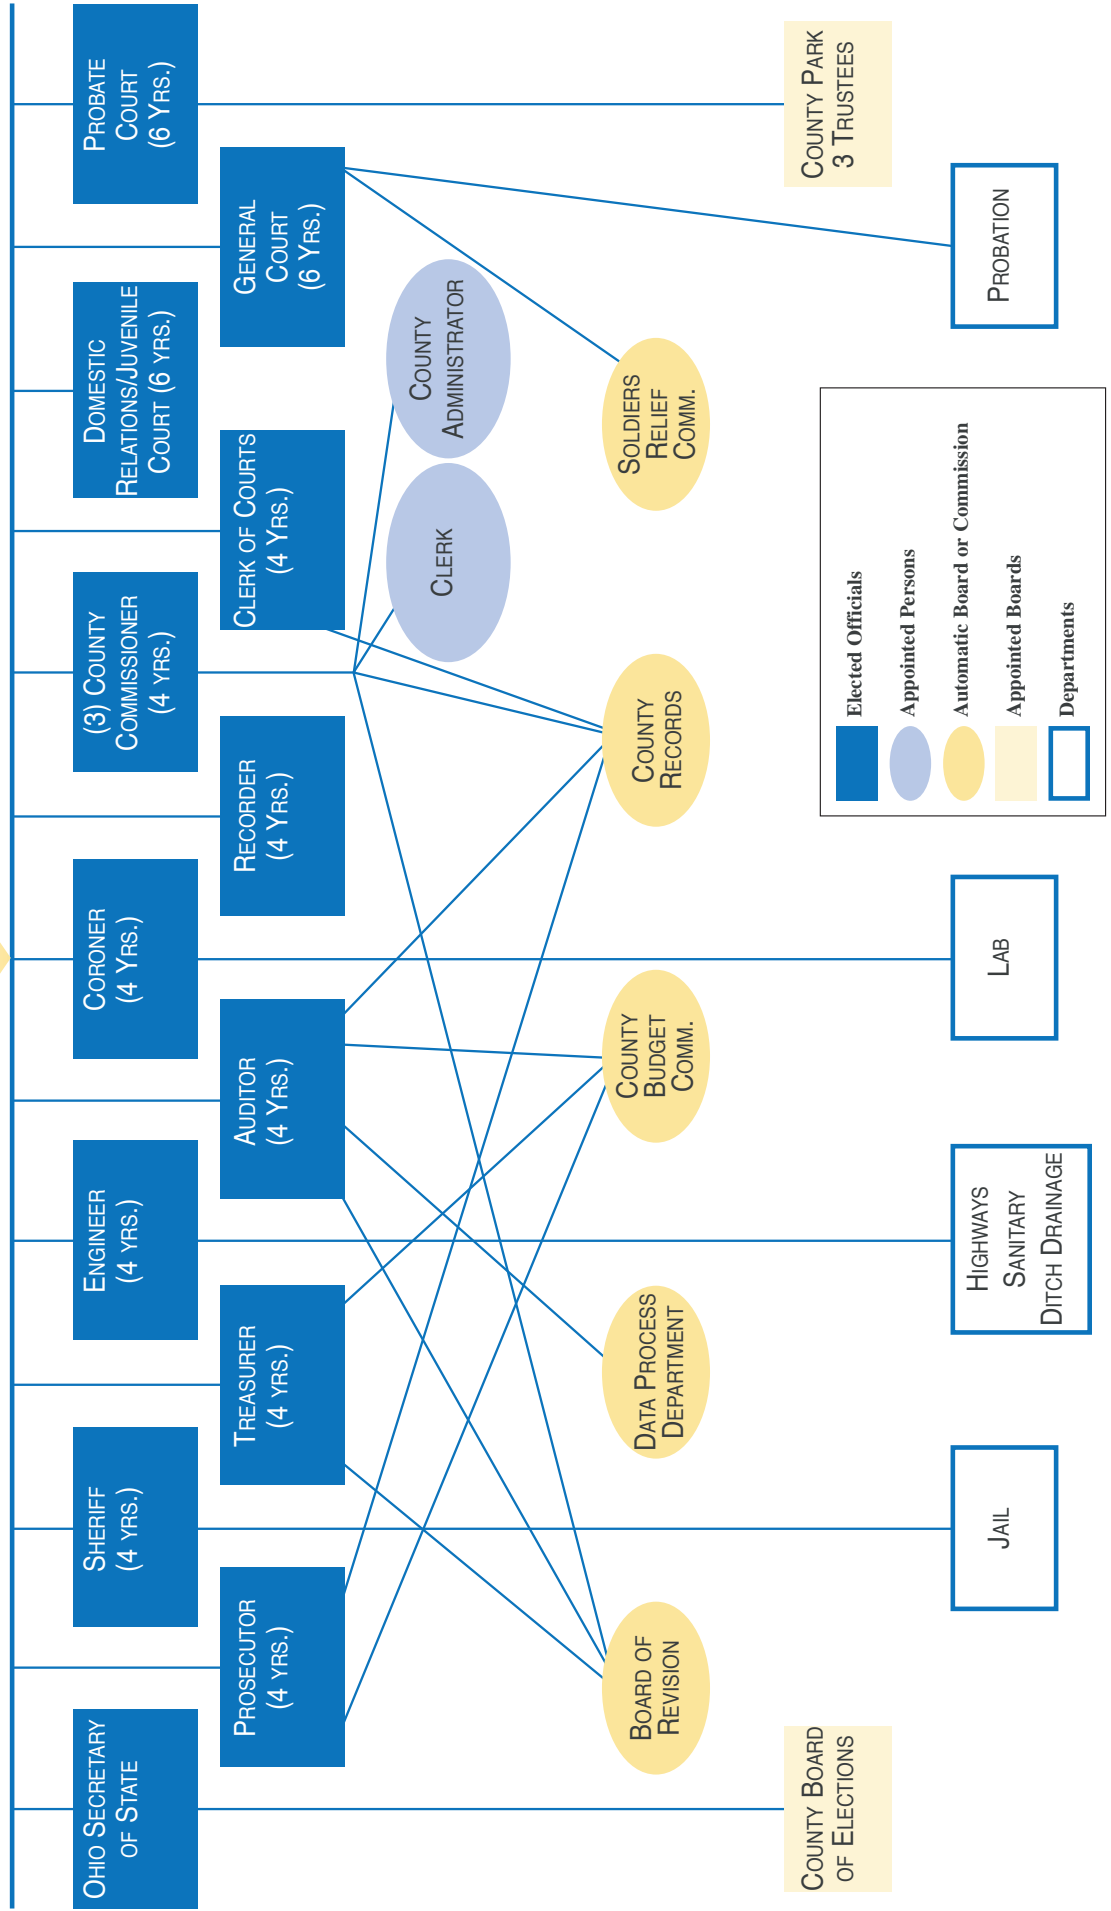 OHIO SECRETARY
OF STATE
SHERIFF
(4 YRS.)
ENGINEER
(4 YRS.)
CORONER
(4 YRS.)
(3) COUNTY
COMMISSIONER
(4 YRS.)
DOMESTIC
RELATIONS/JUVENILE
COURT (6 YRS.)
PROBATE
COURT
(6 YRS.)
PROSECUTOR
(4 YRS.)
TREASURER
(4 YRS.)
AUDITOR
(4 YRS.)
RECORDER
(4 YRS.)
CLERK OF COURTS
(4 YRS.)
GENERAL
COURT
(6 YRS.)
CLERK
COUNTY
ADMINISTRATOR
BOARD OF
REVISION
DATA PROCESS
DEPARTMENT
COUNTY
BUDGET
COMM.
COUNTY
RECORDS
SOLDIERS
RELIEF
COMM.
COUNTY BOARD
OF ELECTIONS
COUNTY PARK
3 TRUSTEES
JAIL
HIGHWAYS
SANITARY
DITCH DRAINAGE
LAB
PROBATION
Elected Officials
Appointed Persons
Automatic Board or Commission
Appointed Boards
Departments